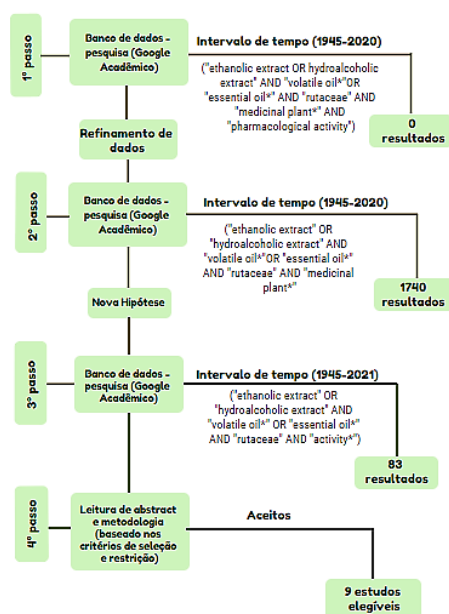 1° passo
Banco de dados -
pesquisa (Google
Acadêmico)
Intervalo de tempo (1945-2020)
("ethanolic extract OR hydroalcoholic
extract" AND "volatile oil*"OR
"essential oil*" AND "rutaceae" AND
"medicinal plant*" AND
"pharmacological activity")
0
resultados
Refinamento de
dados
2° passo
Banco de dados -
pesquisa (Google
Acadêmico)
Intervalo de tempo (1945-2020)
("ethanolic extract" OR
"hydroalcoholic extract" AND
"volatile oil*"OR "essential oil*"
AND "rutaceae" AND "medicinal
plant*"
1740
resultados
Nova Hipótese
3° passo
Banco de dados -
pesquisa (Google
Acadêmico)
Intervalo de tempo (1945-2021)
("ethanolic extract" OR
"hydroalcoholic extract" AND
"volatile oil*" OR "essential oil*"
AND "rutaceae" AND "activity*")
83
resultados
4° passo
Leitura de abstract
e metodologia
(baseado nos
critérios de seleção
e restrição)
Aceitos
9 estudos
elegíveis